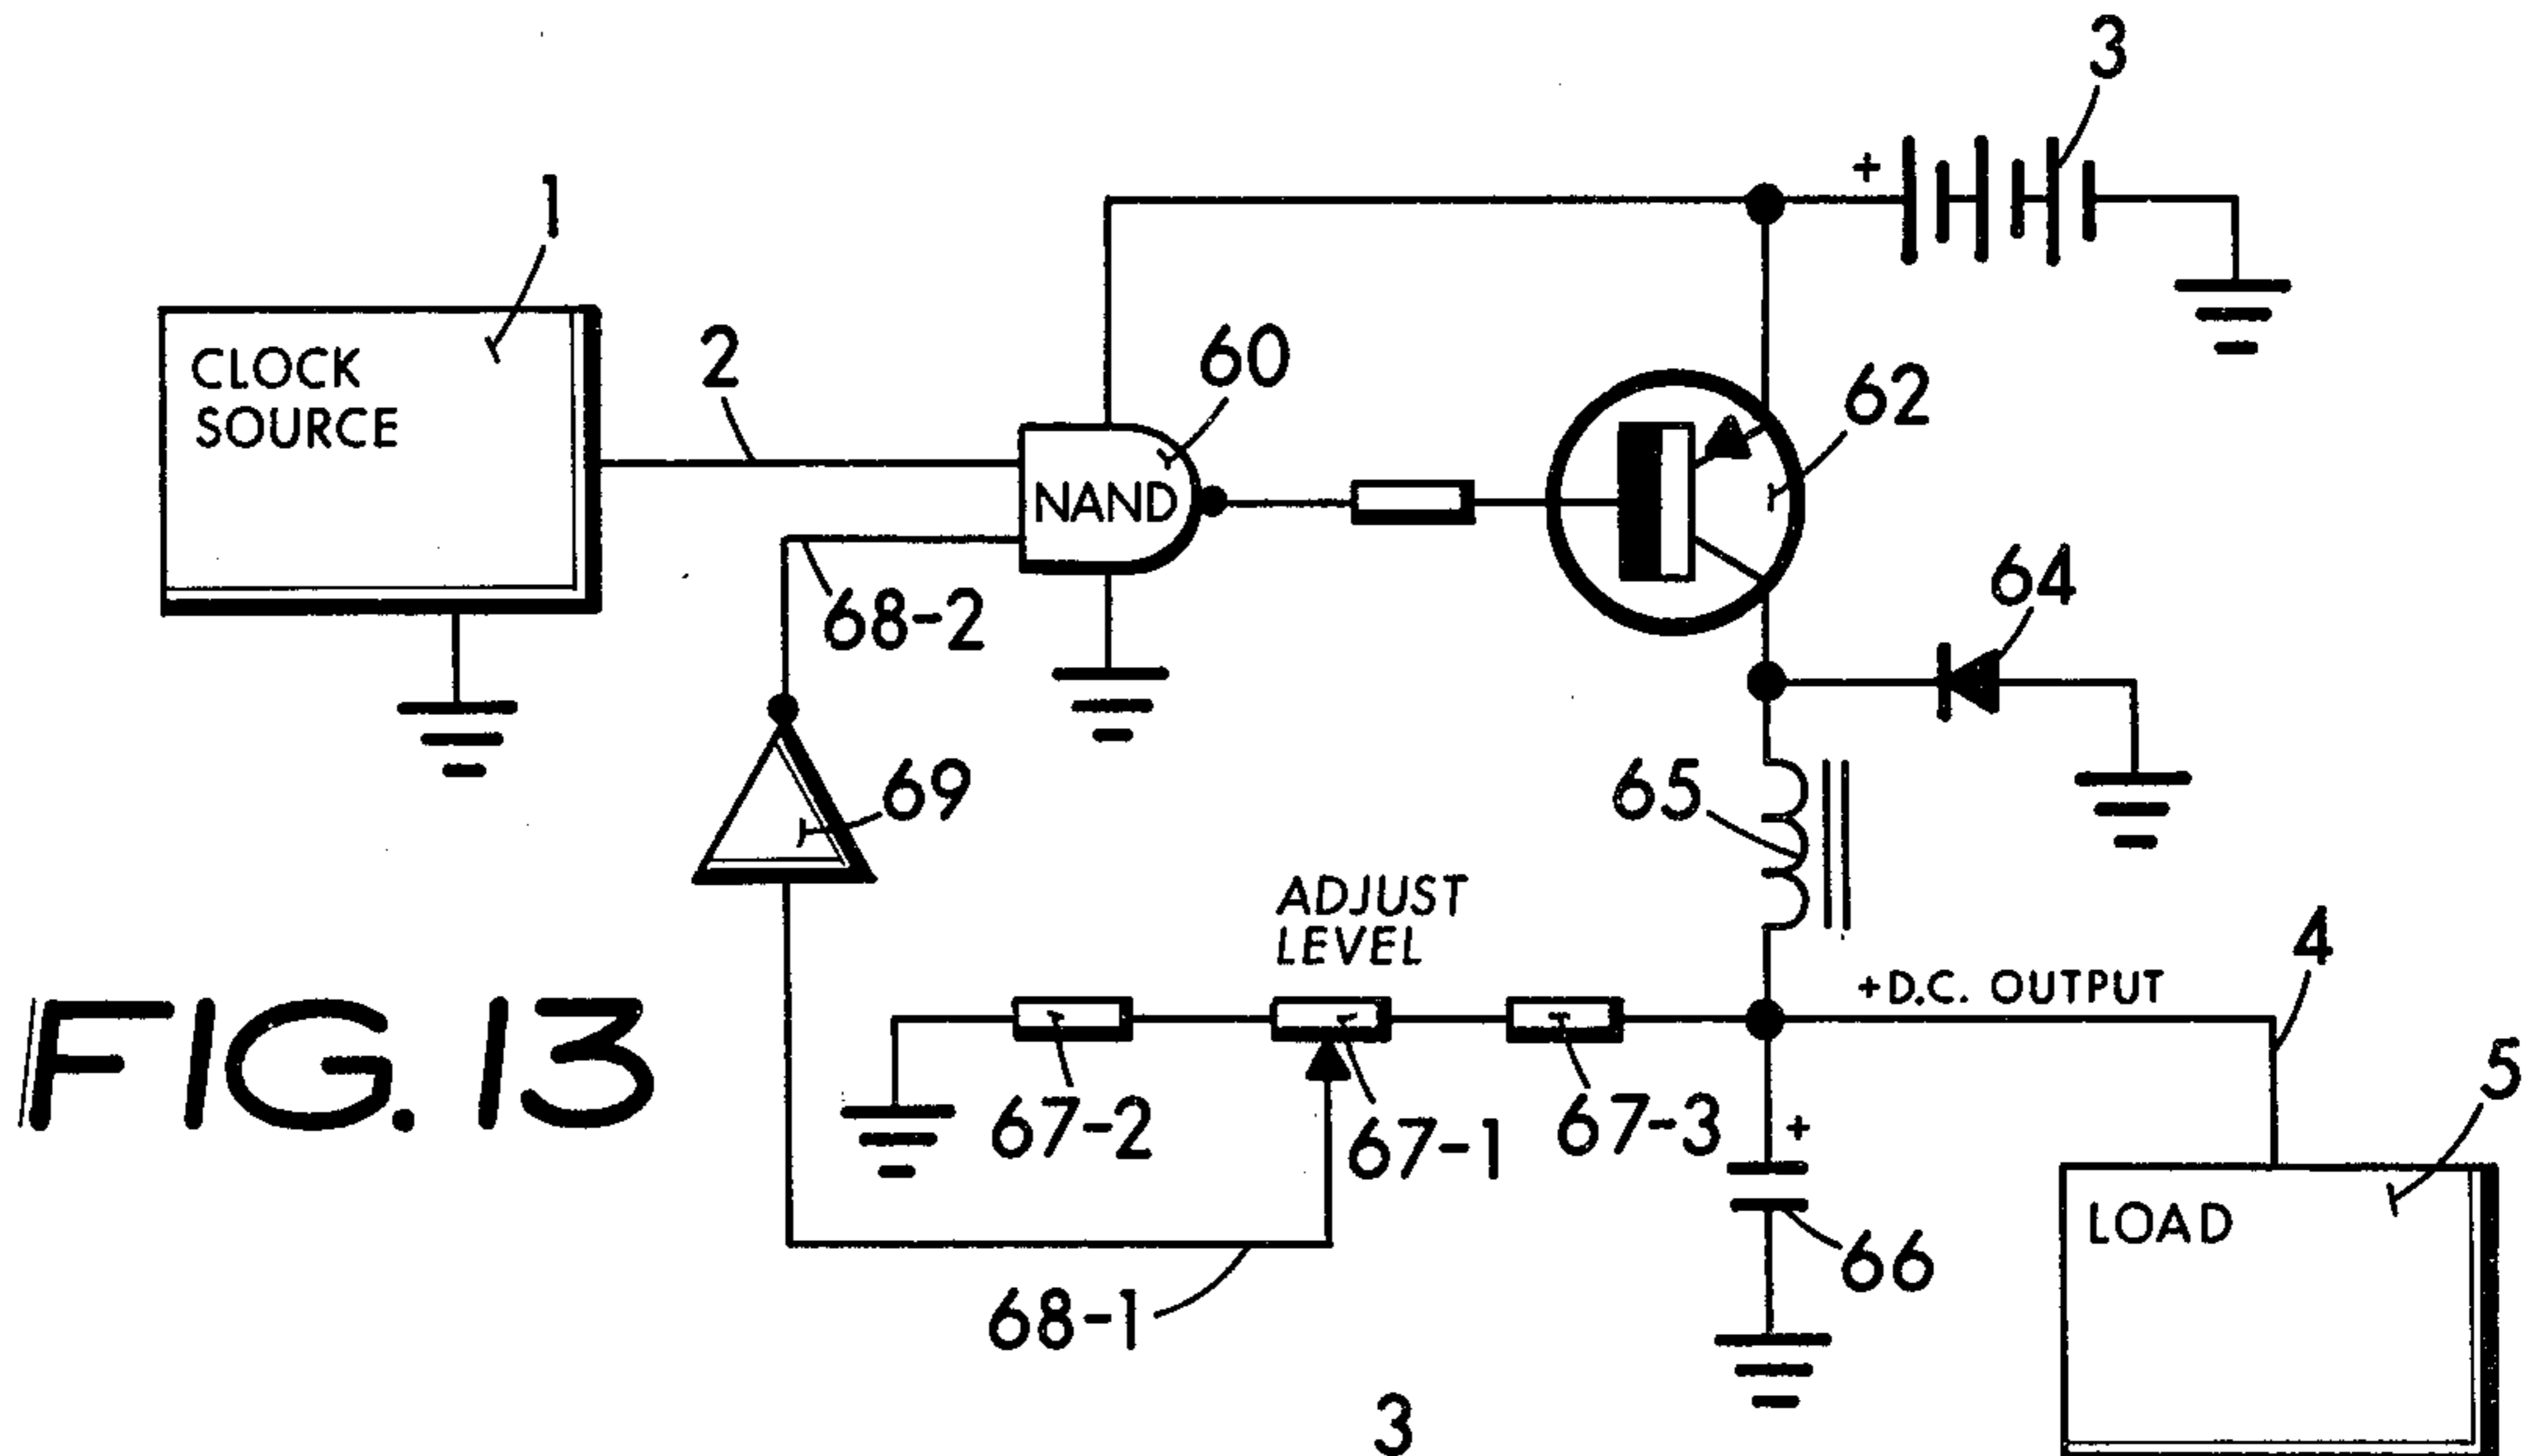 3
1
CLOCK
SOURCE
2
60
62
+
NAND
68-2
64
69
65
ADJUST
LEVEL
+D.C. OUTPUT
4
FIG. 13
67-2
67-1
67-3
+
5
LOAD
66
68-1
3